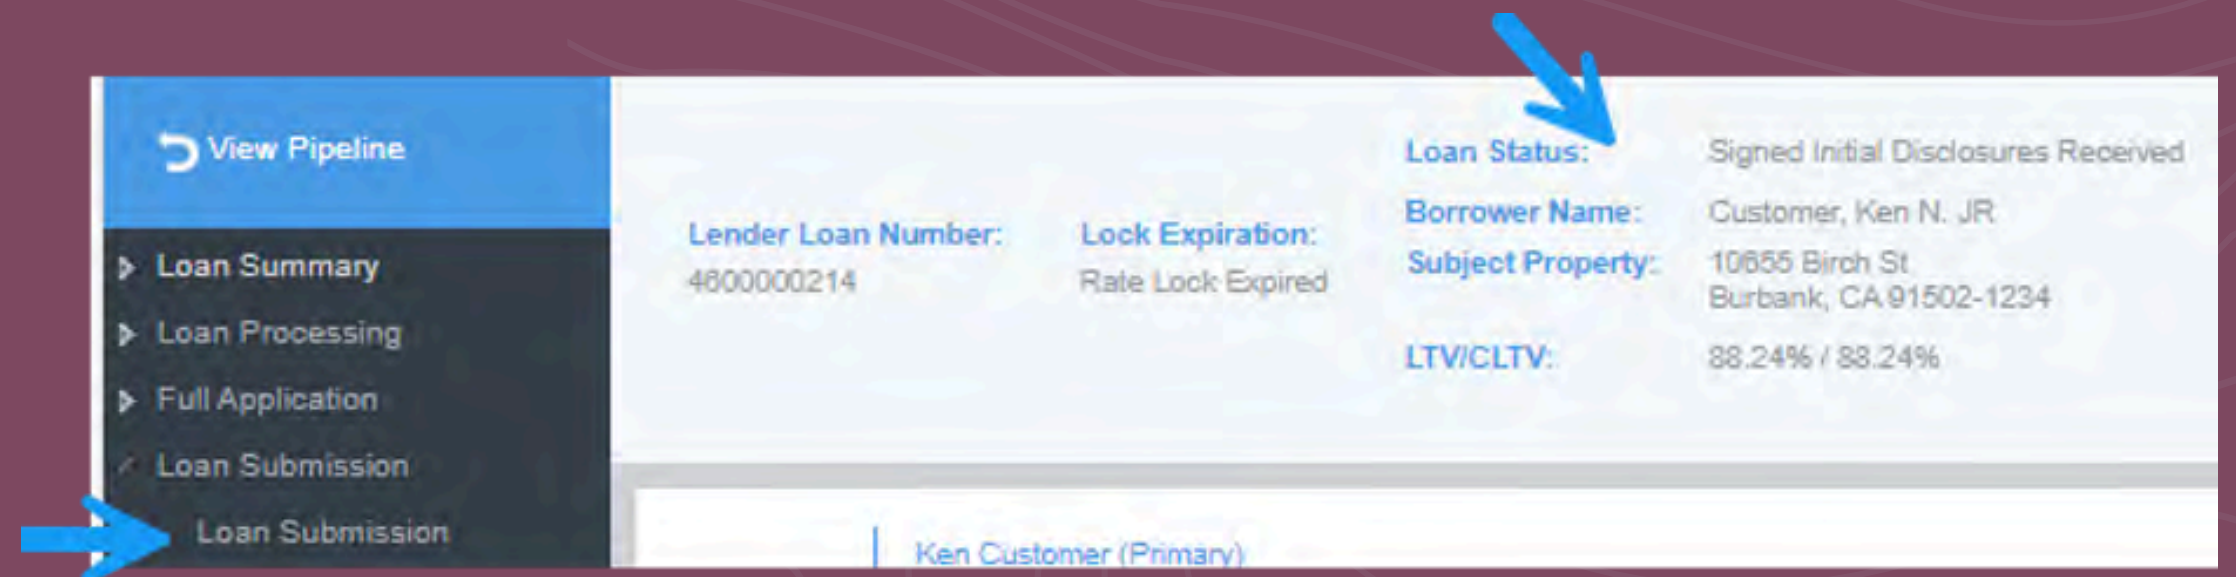 View Pipeline
Loan Summary
Loan Processing
Full Application
Loan Submission
Loan Submission
Lender Loan Number:
4600000214
Lock Expiration:
Rate Lock Expired
Loan Status: Signed Initial Disclosures Received
Borrower Name: Customer, Ken N. JR
Subject Property: 10655 Birch St
Burbank, CA 91502-1234
LTV/CLTV: 88.24% / 88.24%
Ken Customer (Primary)